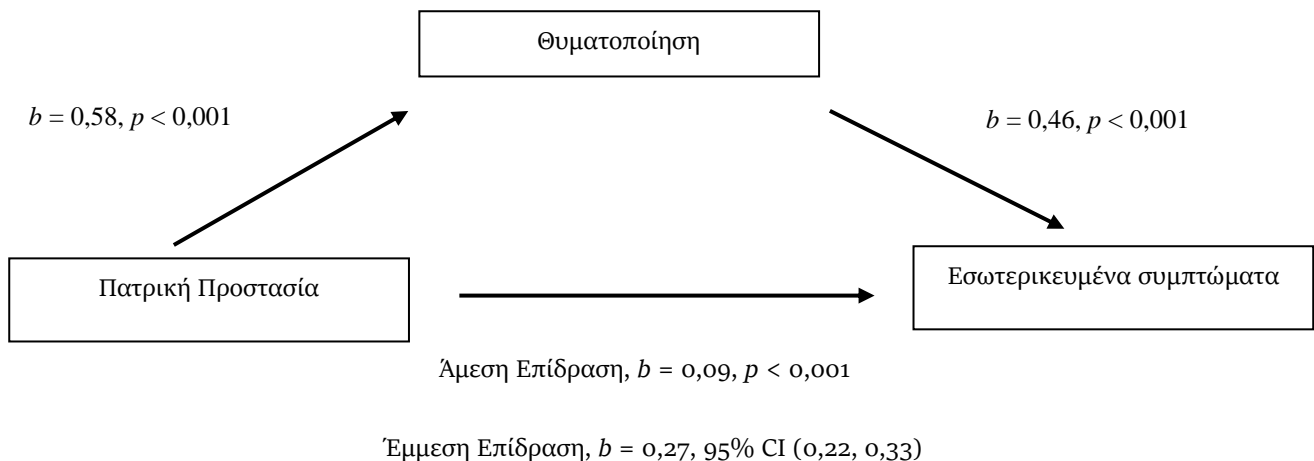 Θυματοποίηση
b = 0,58, p < 0,001
b = 0,46, p < 0,001
Πατρική Προστασία
Εσωτερικευμένα συμπτώματα
Άμεση Επίδραση, b = 0,09, p < 0,001
Έμμεση Επίδραση, b = 0,27, 95% CI (0,22, 0,33)